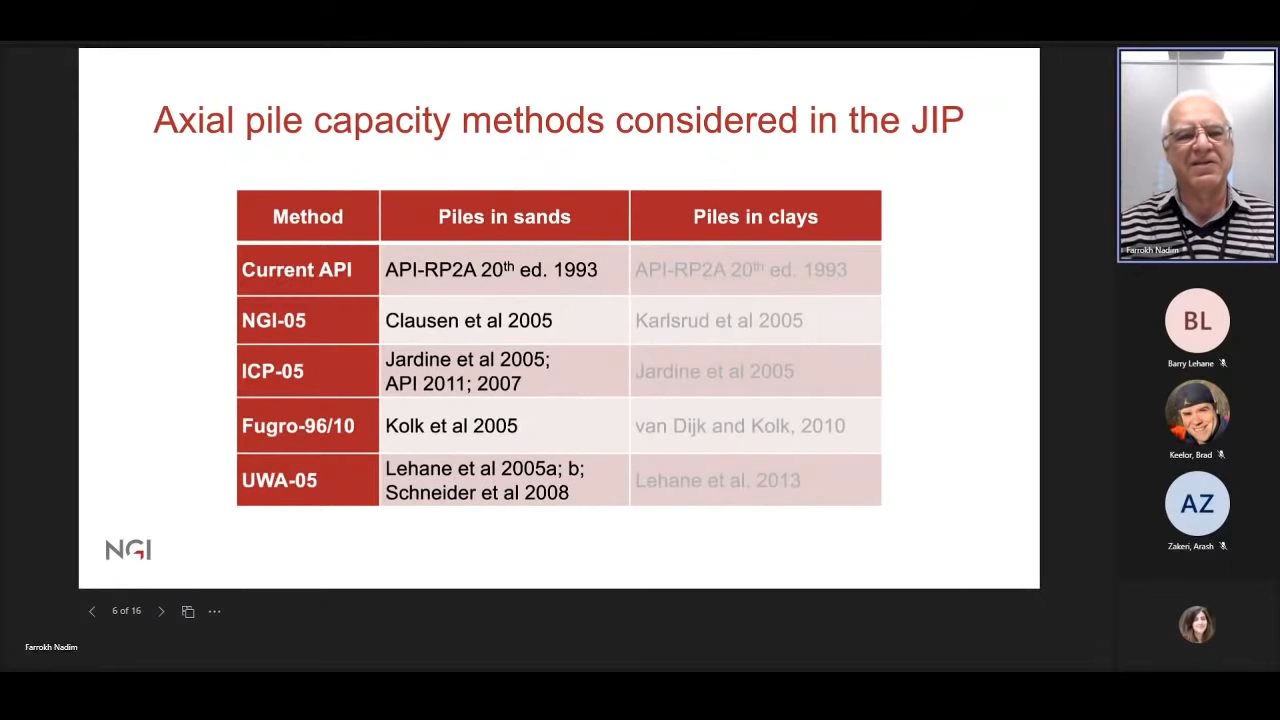 Axial pile capacity methods considered in the JIP
Method Piles in sands Piles in clays
Current API API-RP2A 20th ed. 1993 API-RP2A 20th ed. 1993
NGI-05 Clausen et al 2005 Karlsrud et al 2005
ICP-05 Jardine et al 2005;
API 2011; 2007 Jardine et al 2005
Fugro-96/10 Kolk et al 2005 van Dijk and Kolk, 2010
UWA-05 Lehane et al 2005a; b;
Schneider et al 2008 Lehane et al. 2013
NGI
6 of 16
Farrokh Nadim
Farrokh Nadim
BL
Barry Lehane
Keelor, Brad
AZ
Zakeri, Arash